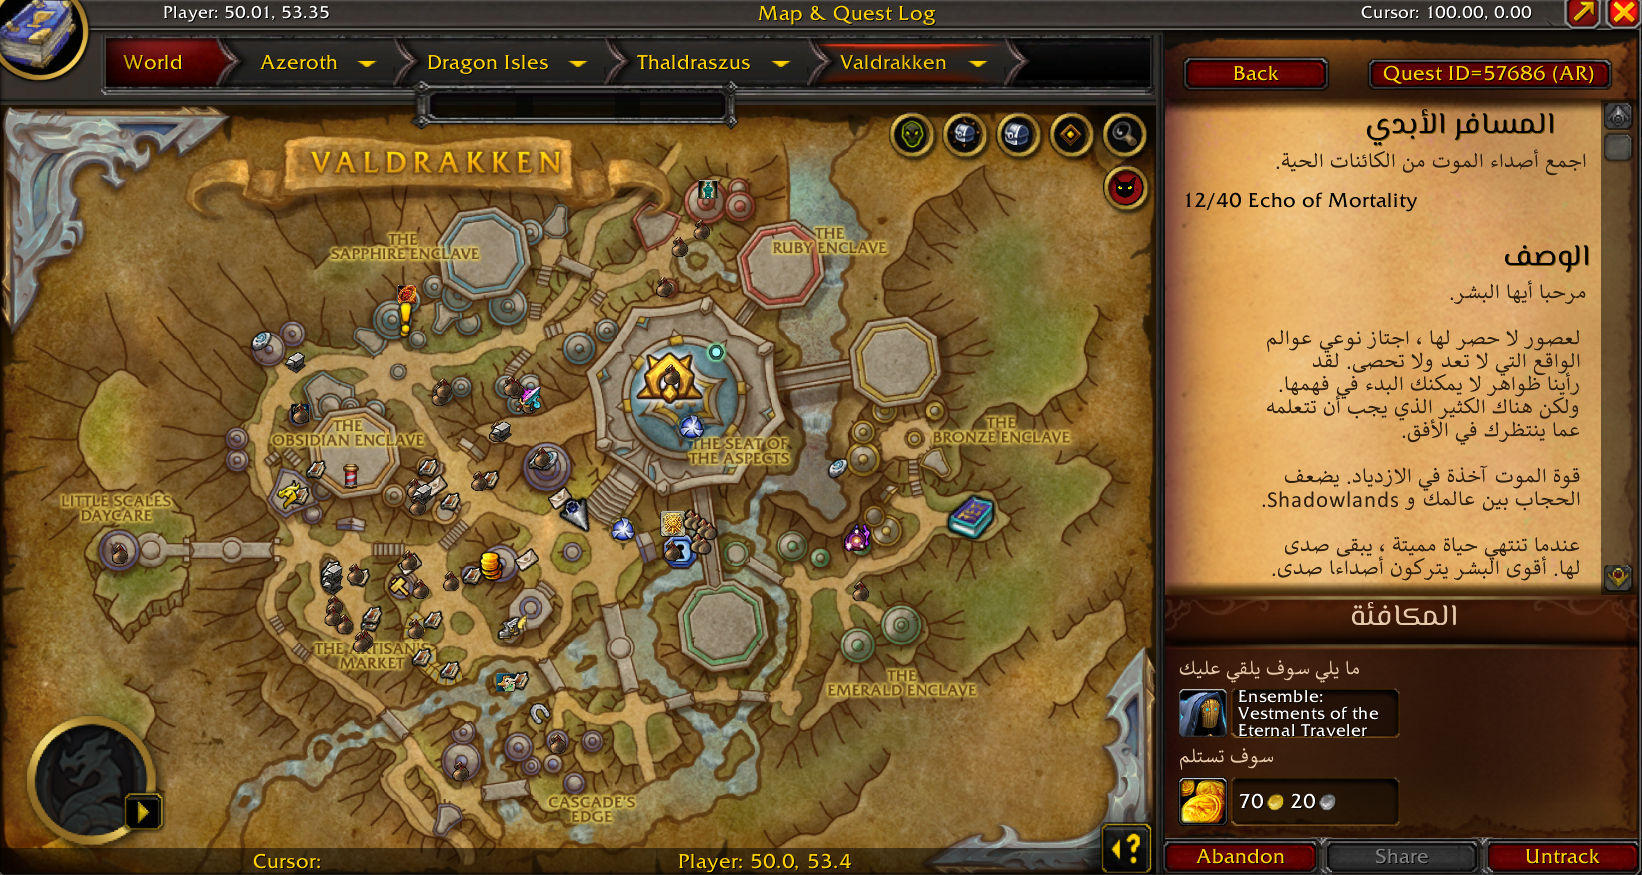 Player: 50.01, 53.35
Map & Quest Log
Cursor: 100.00, 0.00
World
Azeroth
Dragon Isles
Thaldraszus
Valdrakken
Back
Quest ID=57686 (AR)
VALDRAKKEN
THE
SAPPHIRE ENCLAVE
THE
RUBY ENCLAVE
THE
OBSIDIAN ENCLAVE
THE SEAT OF
THE ASPECTS
THE
BRONZE ENCLAVE
LITTLE SCALES
DAYCARE
THE ARTISAN'S
MARKET
THE
EMERALD ENCLAVE
CASCADE'S
EDGE
Cursor:
Player: 50.0, 53.4
?
المسافر الأبدي
اجمع أصداء الموت من الكائنات الحية.
12/40 Echo of Mortality
الوصف
مرحبا أيها البشر.
لعصور لا حصر لها ، اجتاز نوعي عوالم
الواقع التي لا تعد ولا تحصى. لقد
رأينا ظواهر لا يمكنك البدء في فهمها.
ولكن هناك الكثير الذي يجب أن تتعلمه
عما ينتظرك في الأفق.
قوة الموت آخذة في الازدياد. يضعف
الحجاب بين عالمك و Shadowlands.
عندما تنتهي حياة مميتة ، يبقى صدى
لها. أقوى البشر يتركون أصداءا صدى.
المكافئة
ما يلي سوف يلقي عليك
Ensemble:
Vestments of the
Eternal Traveler
سوف تستلم
70 20
Abandon
Share
Untrack